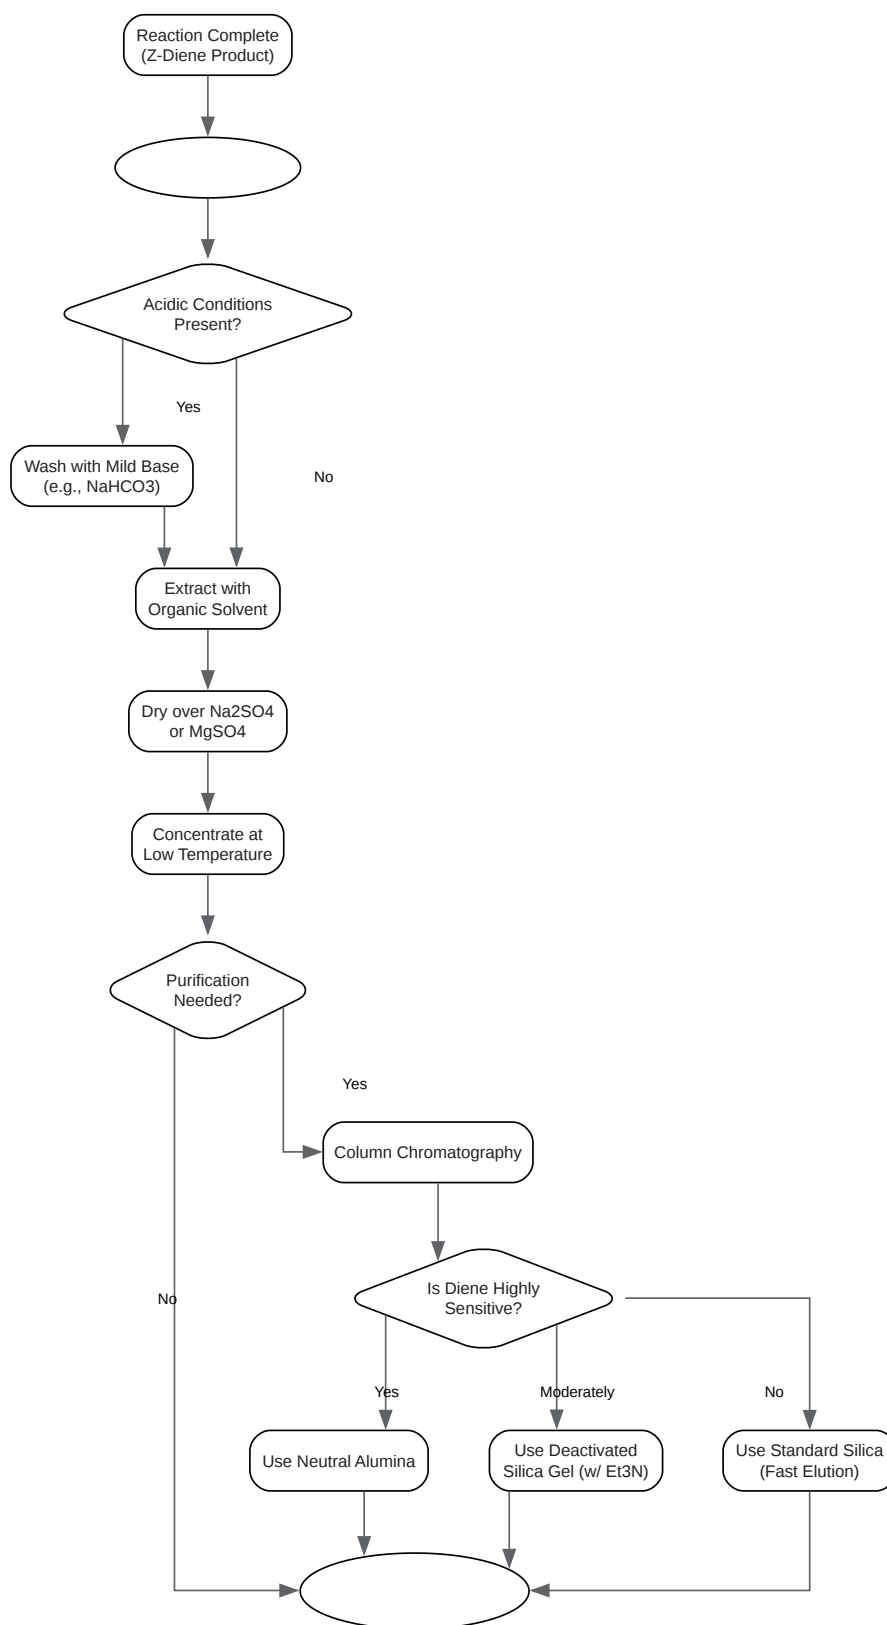 Reaction Complete
(Z-Diene Product)
Acidic Conditions
Present?
Yes
Wash with Mild Base
(e.g., NaHCO3)
No
Extract with
Organic Solvent
Dry over Na2SO4
or MgSO4
Concentrate at
Low Temperature
Purification
Needed?
Yes
Column Chromatography
Is Diene Highly
Sensitive?
No
Yes
Moderately
No
Use Neutral Alumina
Use Deactivated
Silica Gel (w/ Et3N)
Use Standard Silica
(Fast Elution)